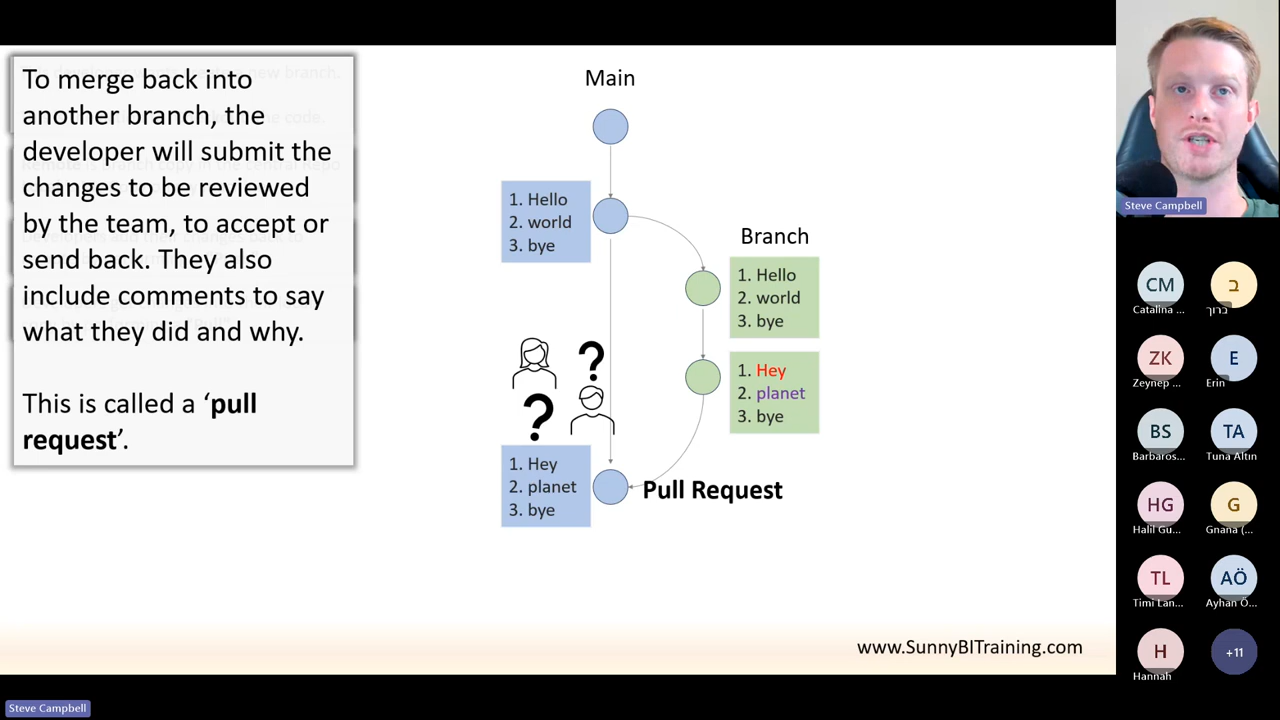 To merge back into
another branch, the
developer will submit the
changes to be reviewed
by the team, to accept or
send back. They also
include comments to say
what they did and why.
This is called a ‘pull
request’.
Main
1. Hello
2. world
3. bye
Branch
1. Hello
2. world
3. bye
1. Hey
2. planet
3. bye
?
?
1. Hey
2. planet
3. bye
Pull Request
www.SunnyBITraining.com
Steve Campbell
Steve Campbell
CM
Catalina ...
ב
ברוך
ZK
Zeynep ...
E
Erin
BS
Barbaros...
TA
Tuna Altın
HG
Halil Gu...
G
Gnana (...
TL
Timi Lan...
AÖ
Ayhan Ö...
H
Hannah
+11